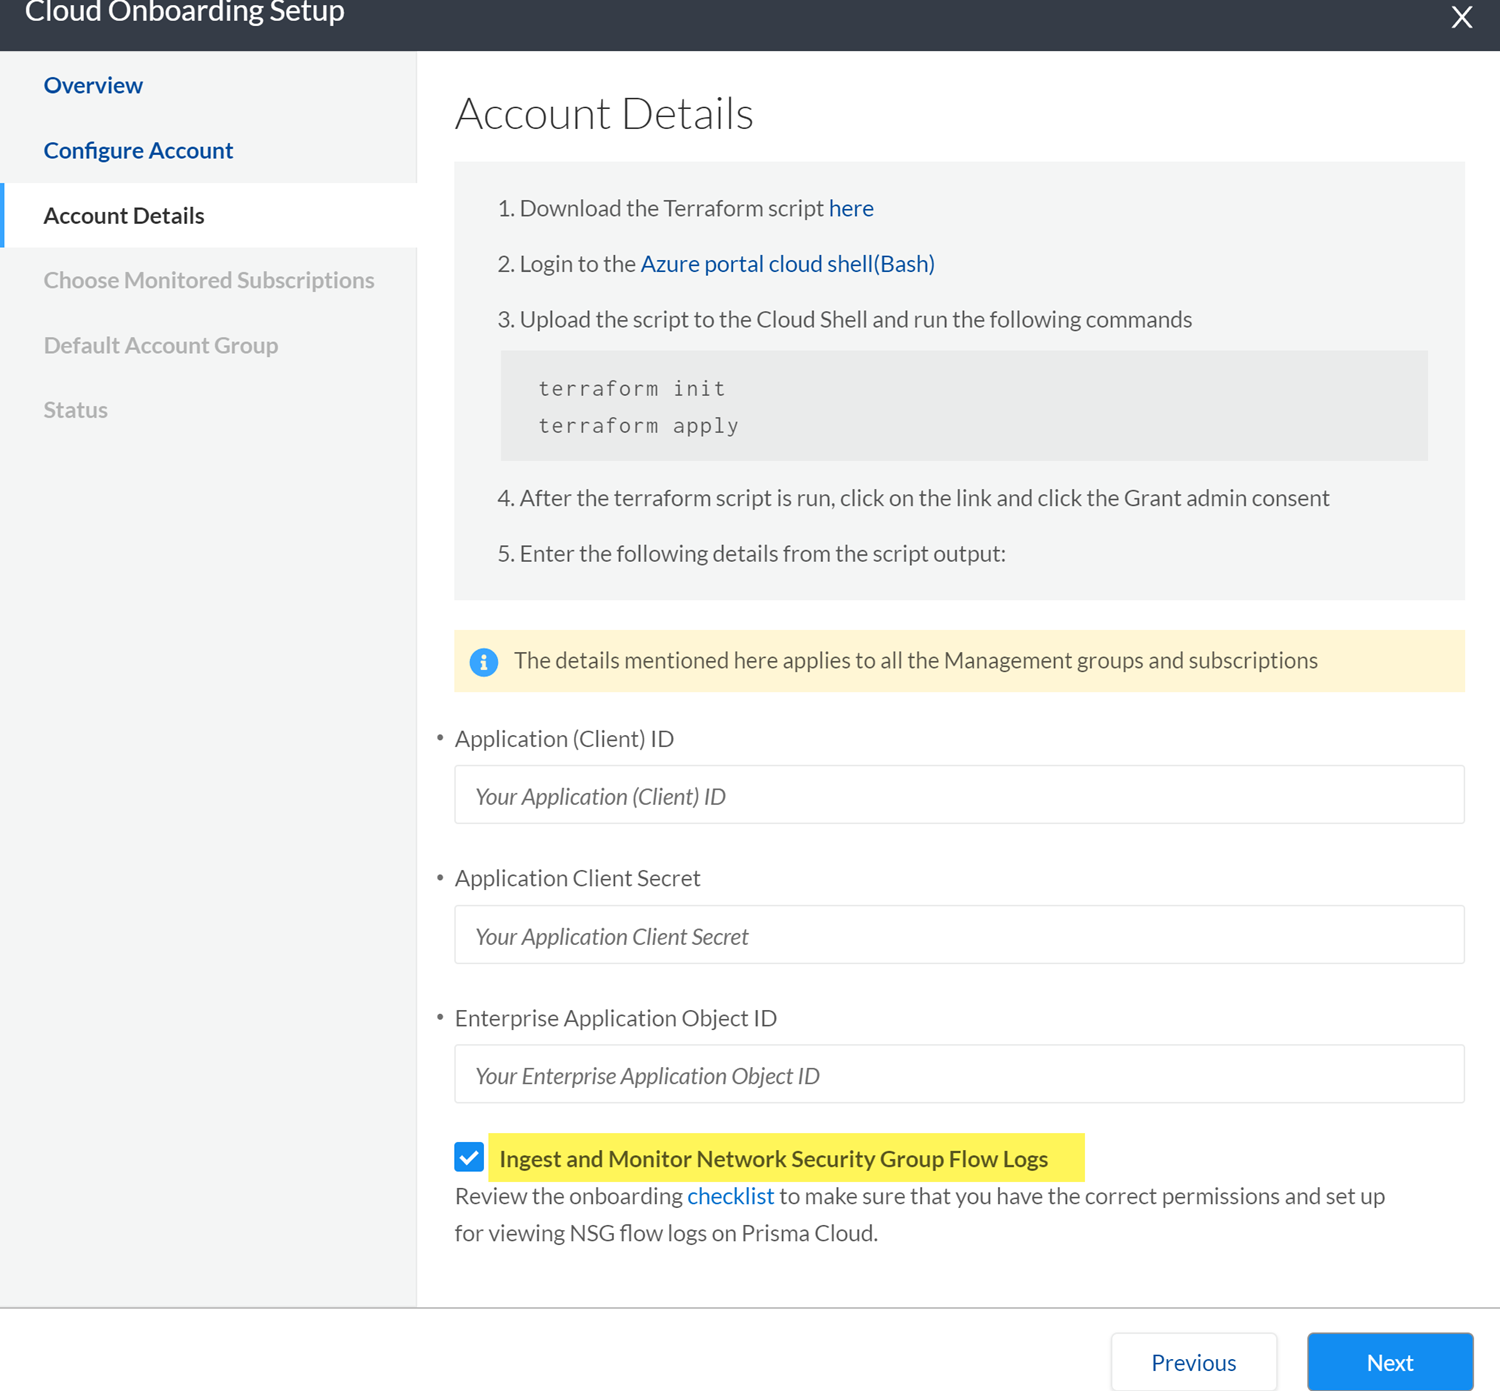 Cloud Onboarding Setup
X
Overview
Configure Account
Account Details
Choose Monitored Subscriptions
Default Account Group
Status
Account Details
1. Download the Terraform script here
2. Login to the Azure portal cloud shell(Bash)
3. Upload the script to the Cloud Shell and run the following commands
terraform init
terraform apply
4. After the terraform script is run, click on the link and click the Grant admin consent
5. Enter the following details from the script output:
The details mentioned here applies to all the Management groups and subscriptions
• Application (Client) ID
Your Application (Client) ID
• Application Client Secret
Your Application Client Secret
• Enterprise Application Object ID
Your Enterprise Application Object ID
Ingest and Monitor Network Security Group Flow Logs
Review the onboarding checklist to make sure that you have the correct permissions and set up
for viewing NSG flow logs on Prisma Cloud.
Previous
Next